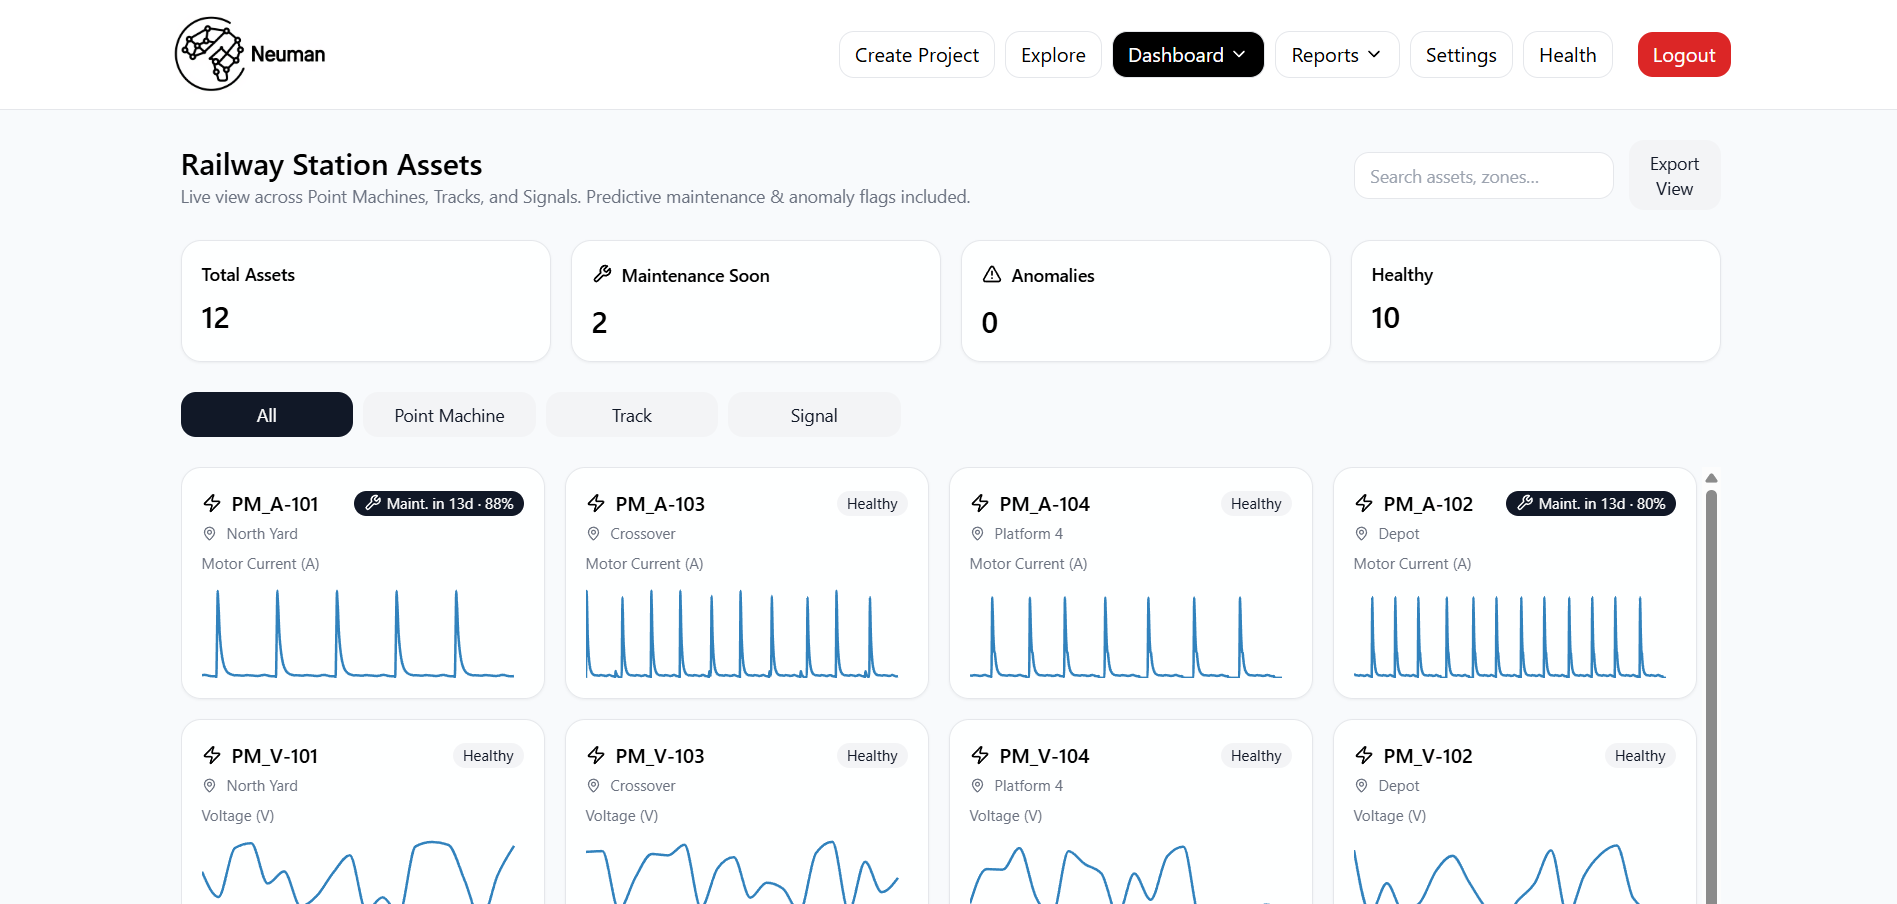 Neuman
Create Project
Explore
Dashboard
Reports
Settings
Health
Logout
Railway Station Assets
Live view across Point Machines, Tracks, and Signals. Predictive maintenance & anomaly flags included.
Search assets, zones...
Export
View
Total Assets
12
Maintenance Soon
2
Anomalies
0
Healthy
10
All
Point Machine
Track
Signal
PM_A-101
Maint. in 13d · 88%
North Yard
Motor Current (A)
PM_A-103
Healthy
Crossover
Motor Current (A)
PM_A-104
Healthy
Platform 4
Motor Current (A)
PM_A-102
Maint. in 13d · 80%
Depot
Motor Current (A)
PM_V-101
Healthy
North Yard
Voltage (V)
PM_V-103
Healthy
Crossover
Voltage (V)
PM_V-104
Healthy
Platform 4
Voltage (V)
PM_V-102
Healthy
Depot
Voltage (V)